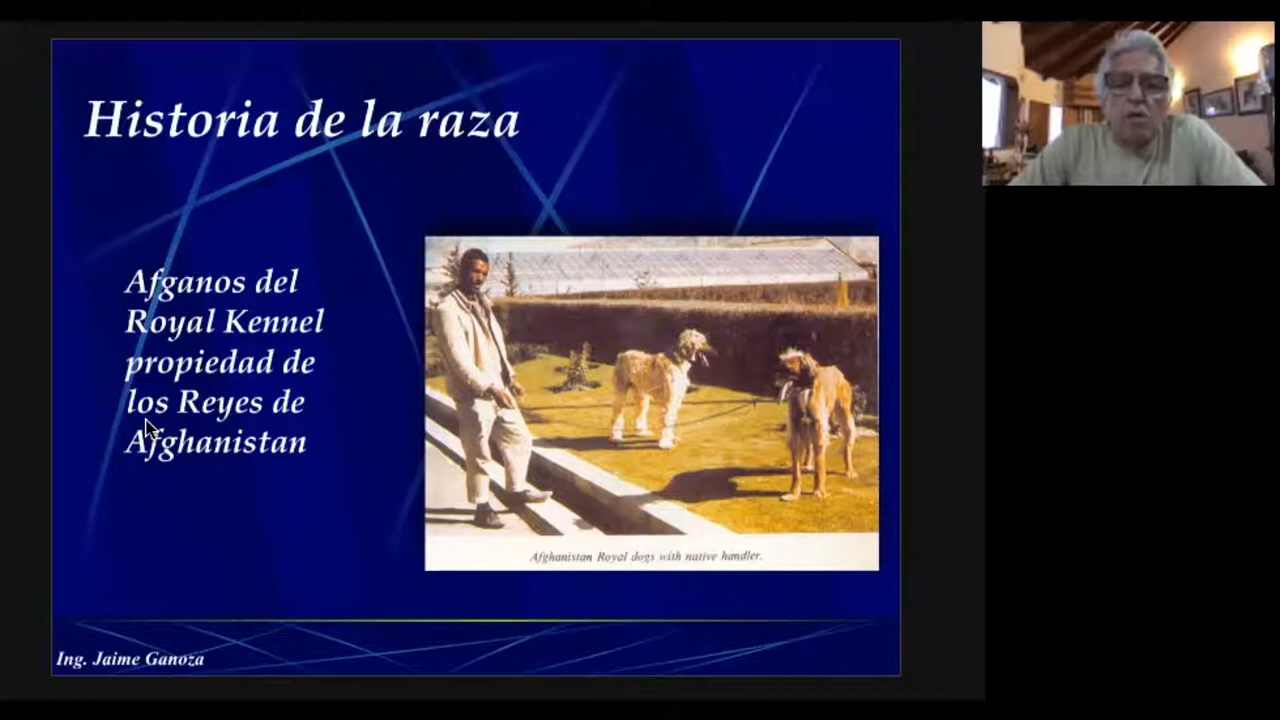 Historia de la raza
Afganos del
Royal Kennel
propiedad de
los Reyes de
Afghanistan
Afghanistan Royal dogs with native handler.
Ing. Jaime Ganoza